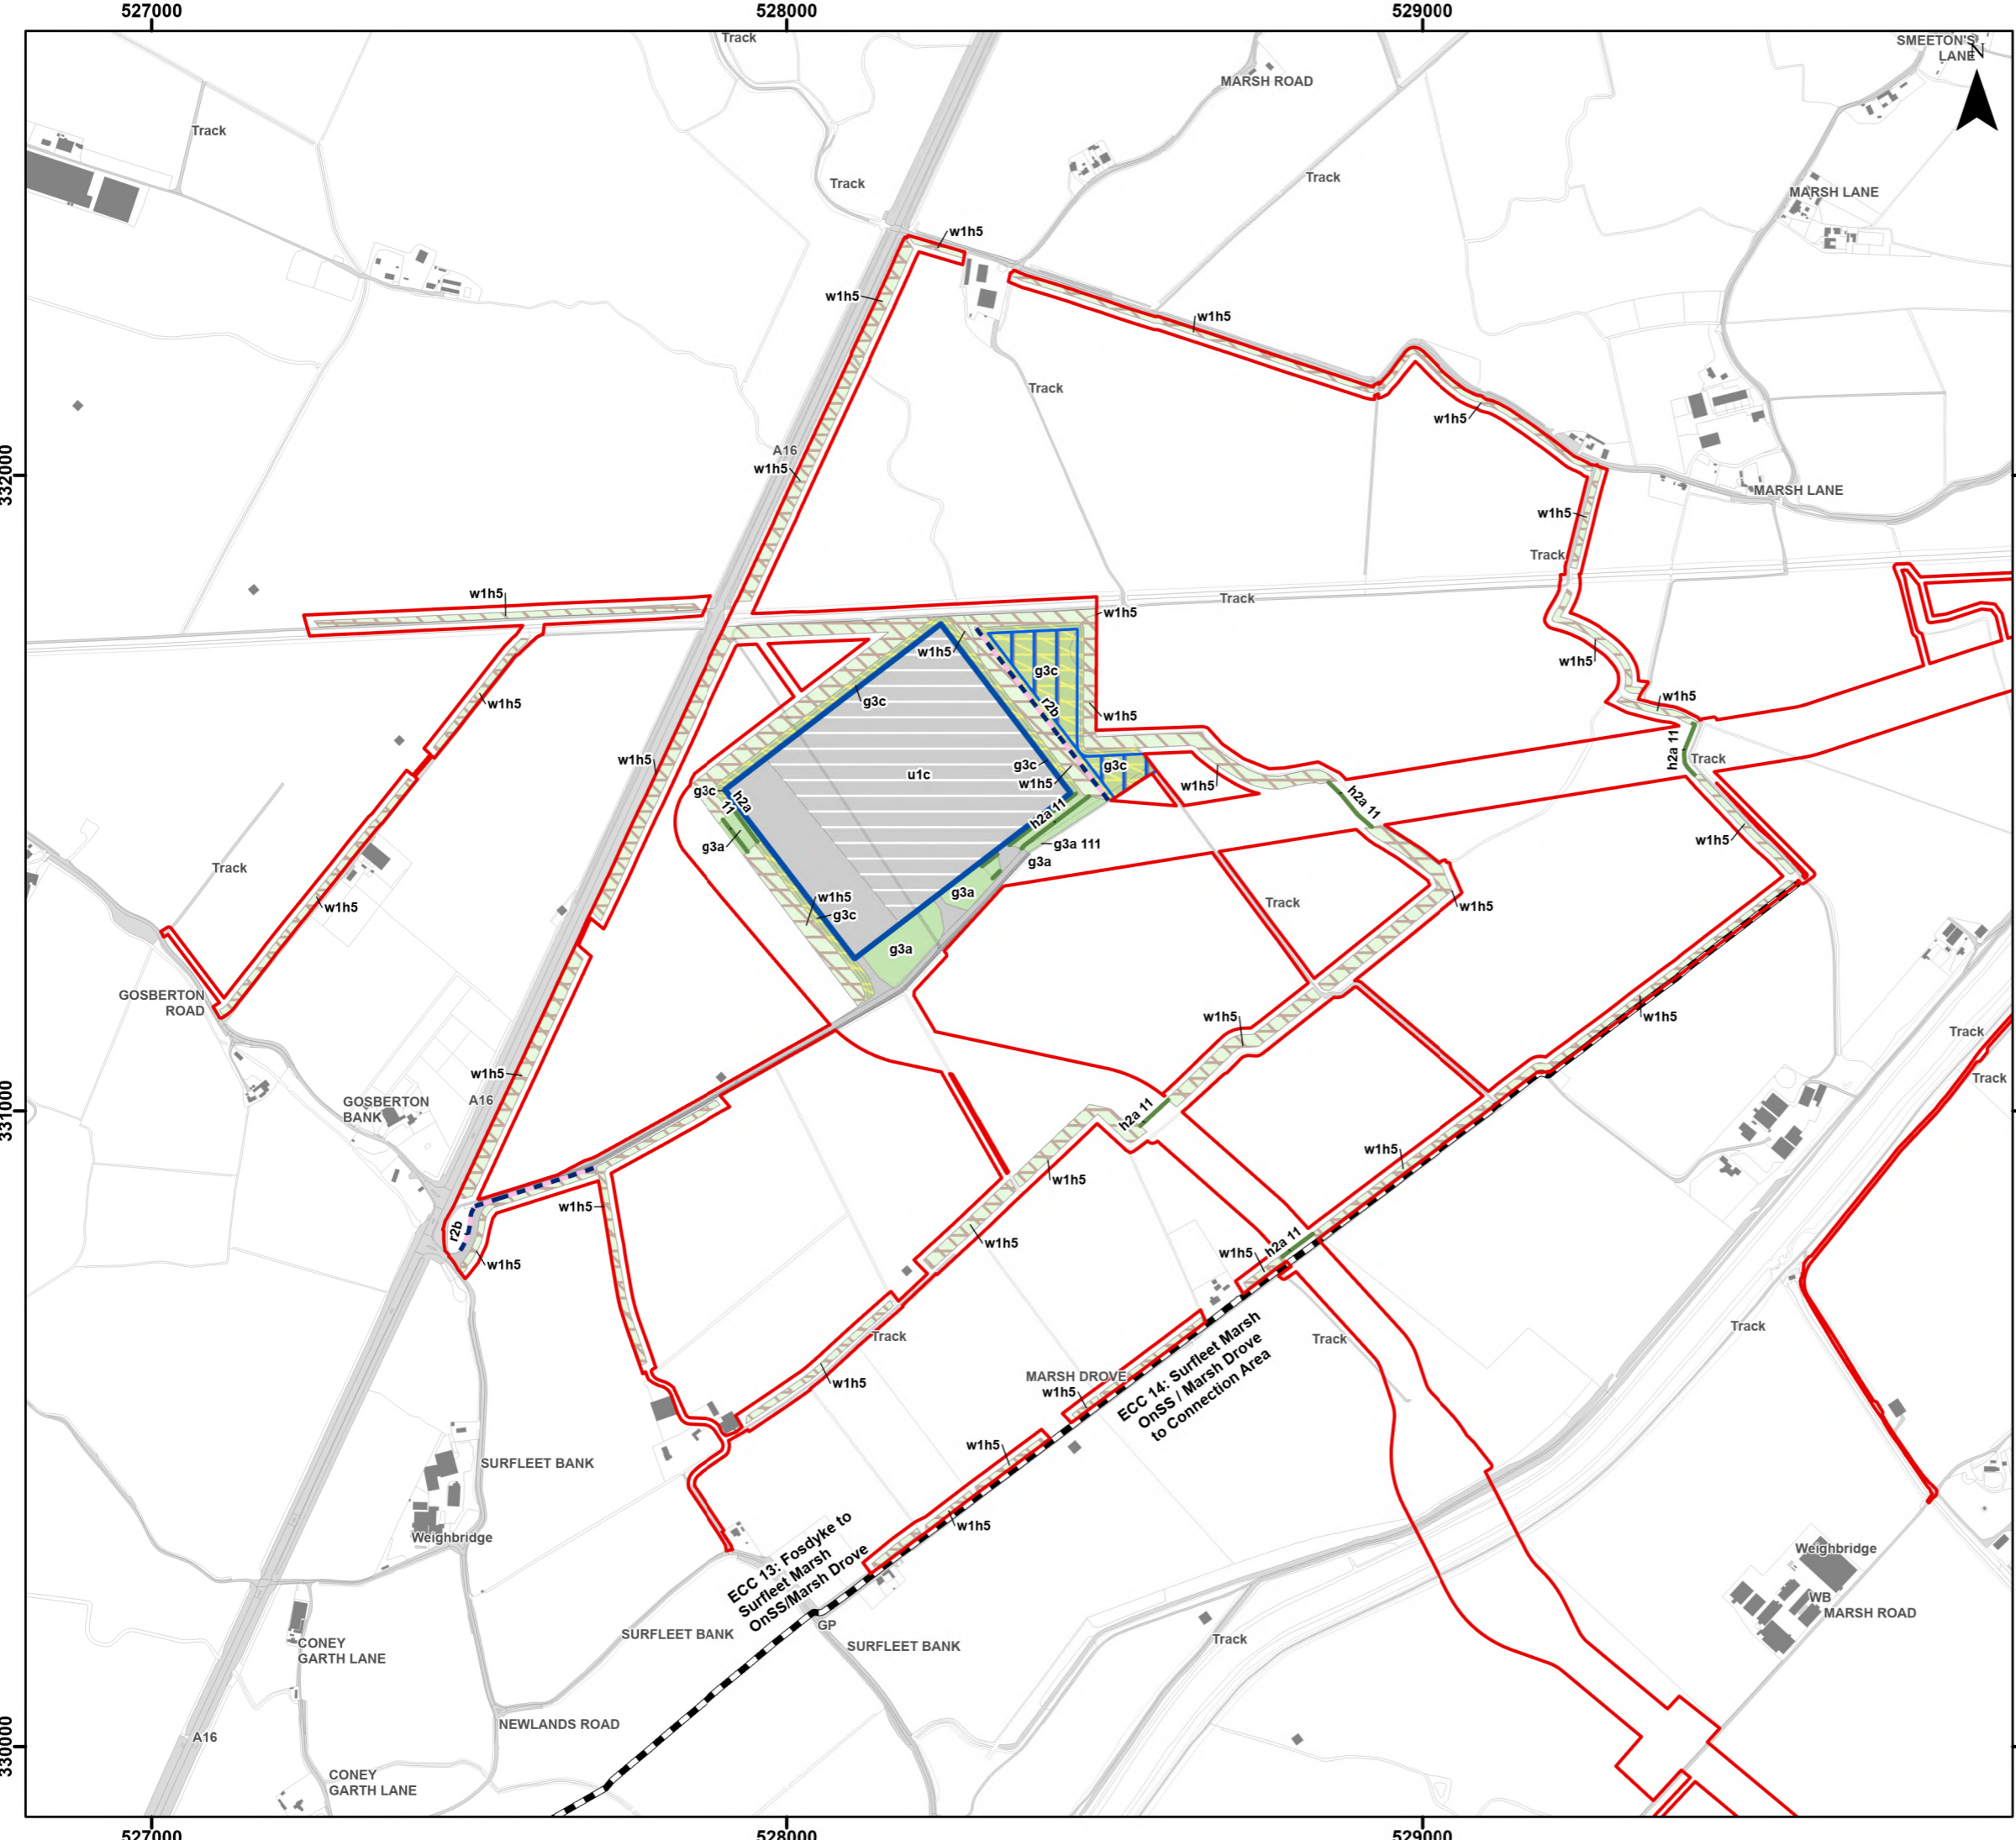 527000
528000
529000
Track
SMEETON'S
LANE
N
MARSH ROAD
Track
Track
Track
MARSH LANE
w1h5
w1h5
w1h5
Track
w1h5
A16
w1h5
332000
MARSH LANE
w1h5
Track
w1h5
Track
w1h5
w1h5
w1h5
g3c
w1h5
w1h5
g3c
r2b
w1h5
h2a 11
Track
w1h5
g3c
g3c
w1h5
u1c
w1h5
g3c
h2a
11
h2a 11
h2a 11
g3a
g3a 111
w1h5
g3a
Track
w1h5
g3a
Track
w1h5
w1h5
g3c
w1h5
g3a
GOSBERTON
ROAD
w1h5
w1h5
Track
w1h5
Track
GOSBERTON
BANK
A16
331000
h2a 11
w1h5
w1h5
w1h5
r2b
w1h5
w1h5
w1h5
h2a 11
Track
Track
Track
w1h5
MARSH DROVE
w1h5
ECC 14: Surfleet Marsh
OnSS / Marsh Drove
to Connection Area
w1h5
SURFLEET BANK
w1h5
Weighbridge
ECC 13: Fosdyke to
Surfleet Marsh
OnSS/Marsh Drove
Weighbridge
WB
MARSH ROAD
GP
SURFLEET BANK
SURFLEET BANK
Track
CONEY
GARTH LANE
NEWLANDS ROAD
A16
330000
CONEY
GARTH LANE
527000
528000
529000